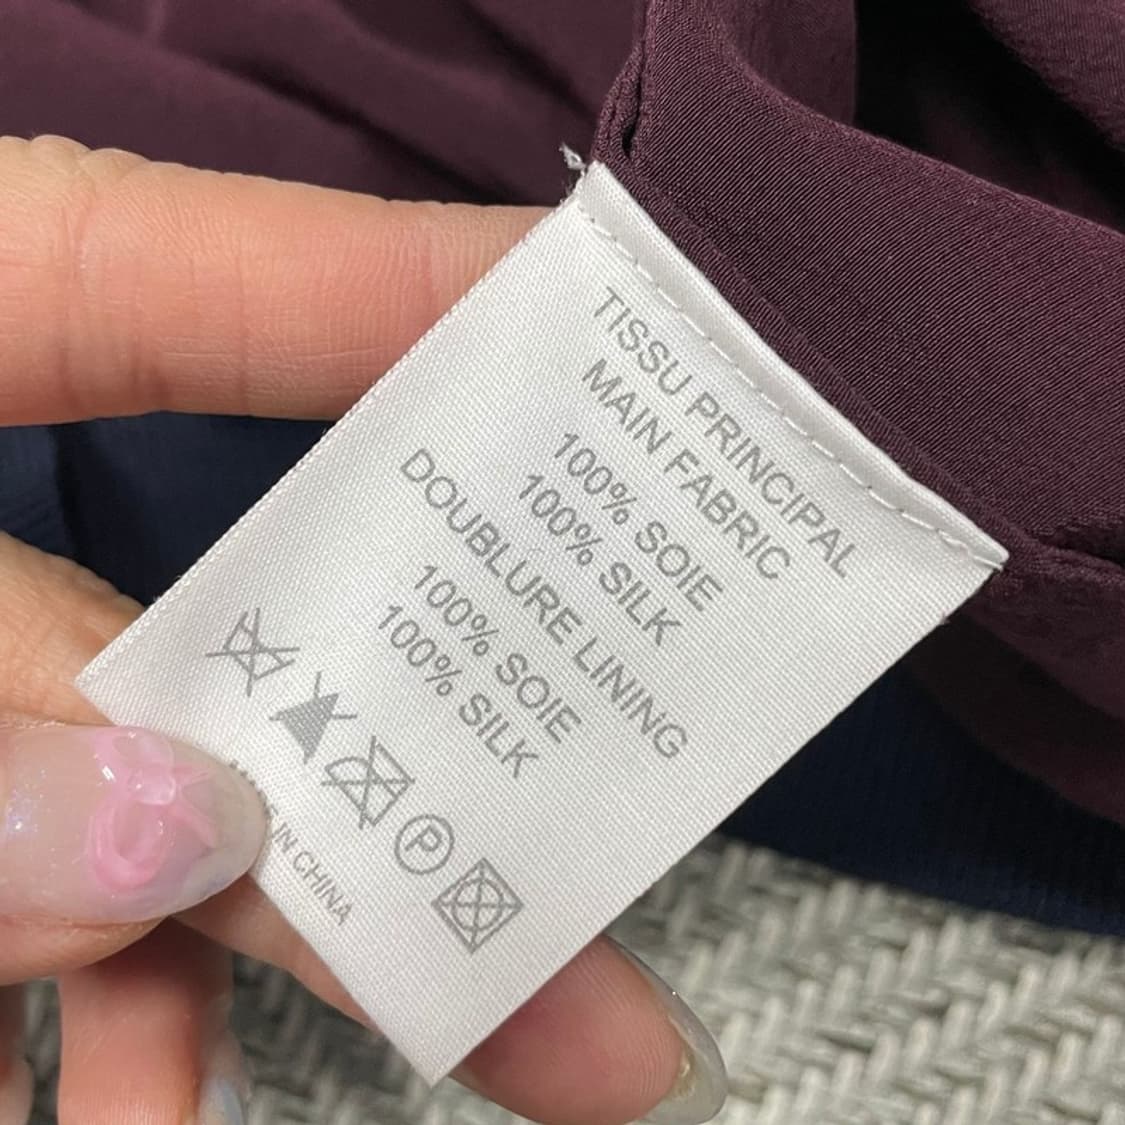 TISSU PRINCIPAL
MAIN FABRIC
100% SOIE
100% SILK
DOUBLURE LINING
100% SOIE
100% SILK
P
IN CHINA